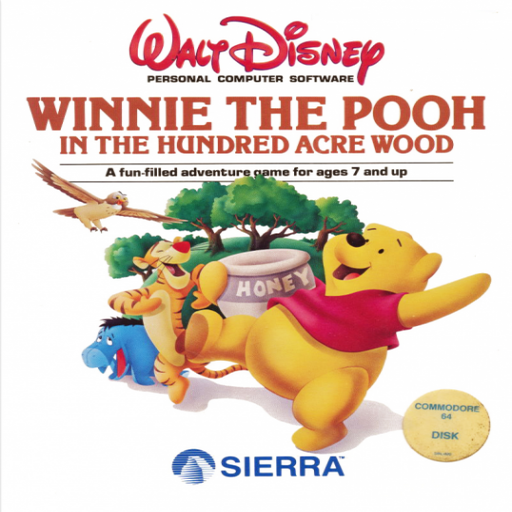 WALT DISNEY
PERSONAL COMPUTER SOFTWARE
WINNIE THE POOH
IN THE HUNDRED ACRE WOOD
A fun-filled adventure game for ages 7 and up
HONEY
COMMODORE
64
DISK
SIERRA™